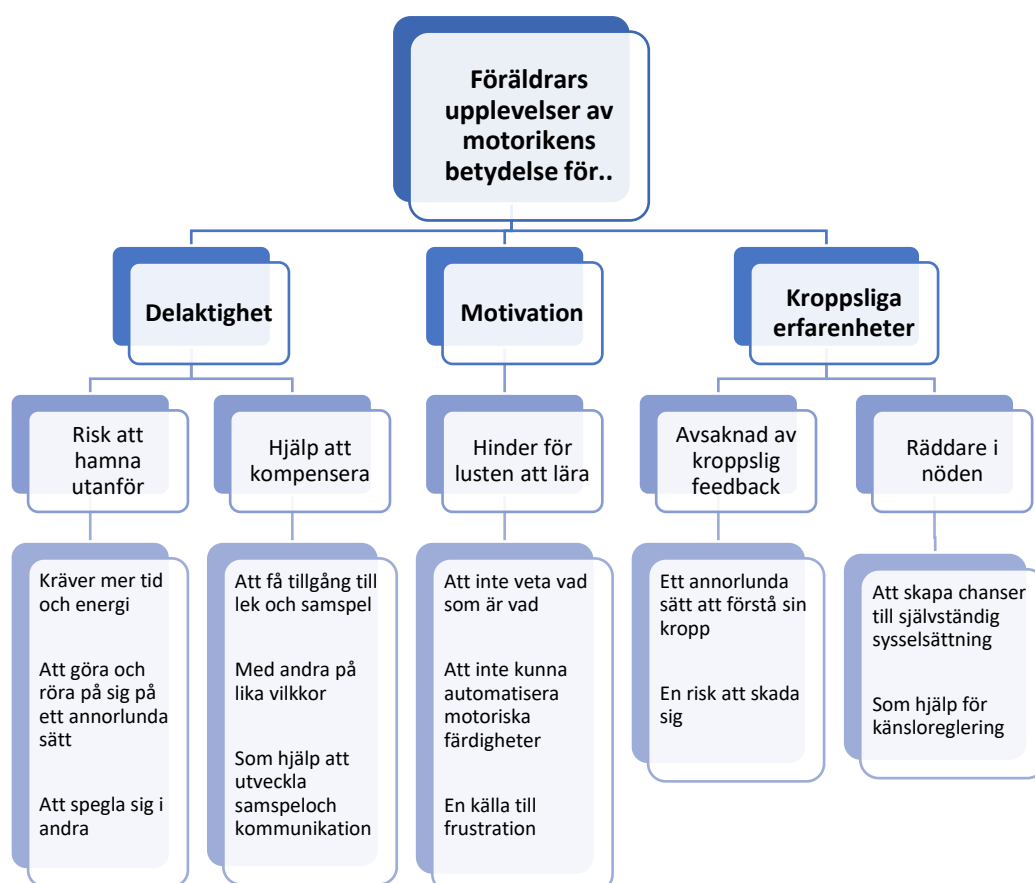 Föräldrars
upplevelser av
motorikens
betydelse för..
Delaktighet
Motivation
Kroppsliga
erfarenheter
Risk att
hamna
utanför
Hjälp att
kompensera
Hinder för
lusten att lära
Avsaknad av
kroppslig
feedback
Räddare i
nöden
Kräver mer tid
och energi
Att göra och
röra på sig på
ett annorlunda
sätt
Att spegla sig i
andra
Att få tillgång till
lek och samspel
Med andra på
lika vilkkor
Som hjälp att
utveckla
samspeloch
kommunikation
Att inte veta vad
som är vad
Att inte kunna
automatisera
motoriska
färdigheter
En källa till
frustration
Ett annorlunda
sätt att förstå sin
kropp
En risk att skada
sig
Att skapa chanser
till självständig
sysselsättning
Som hjälp för
känsloreglering